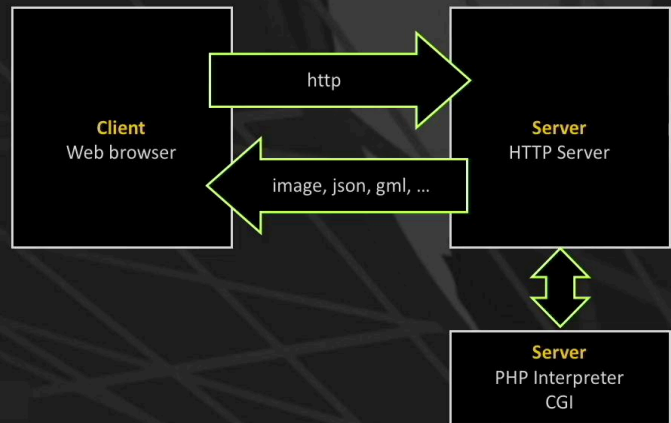 Client
Web browser
http
image, json, gml, ...
Server
HTTP Server
Server
PHP Interpreter
CGI